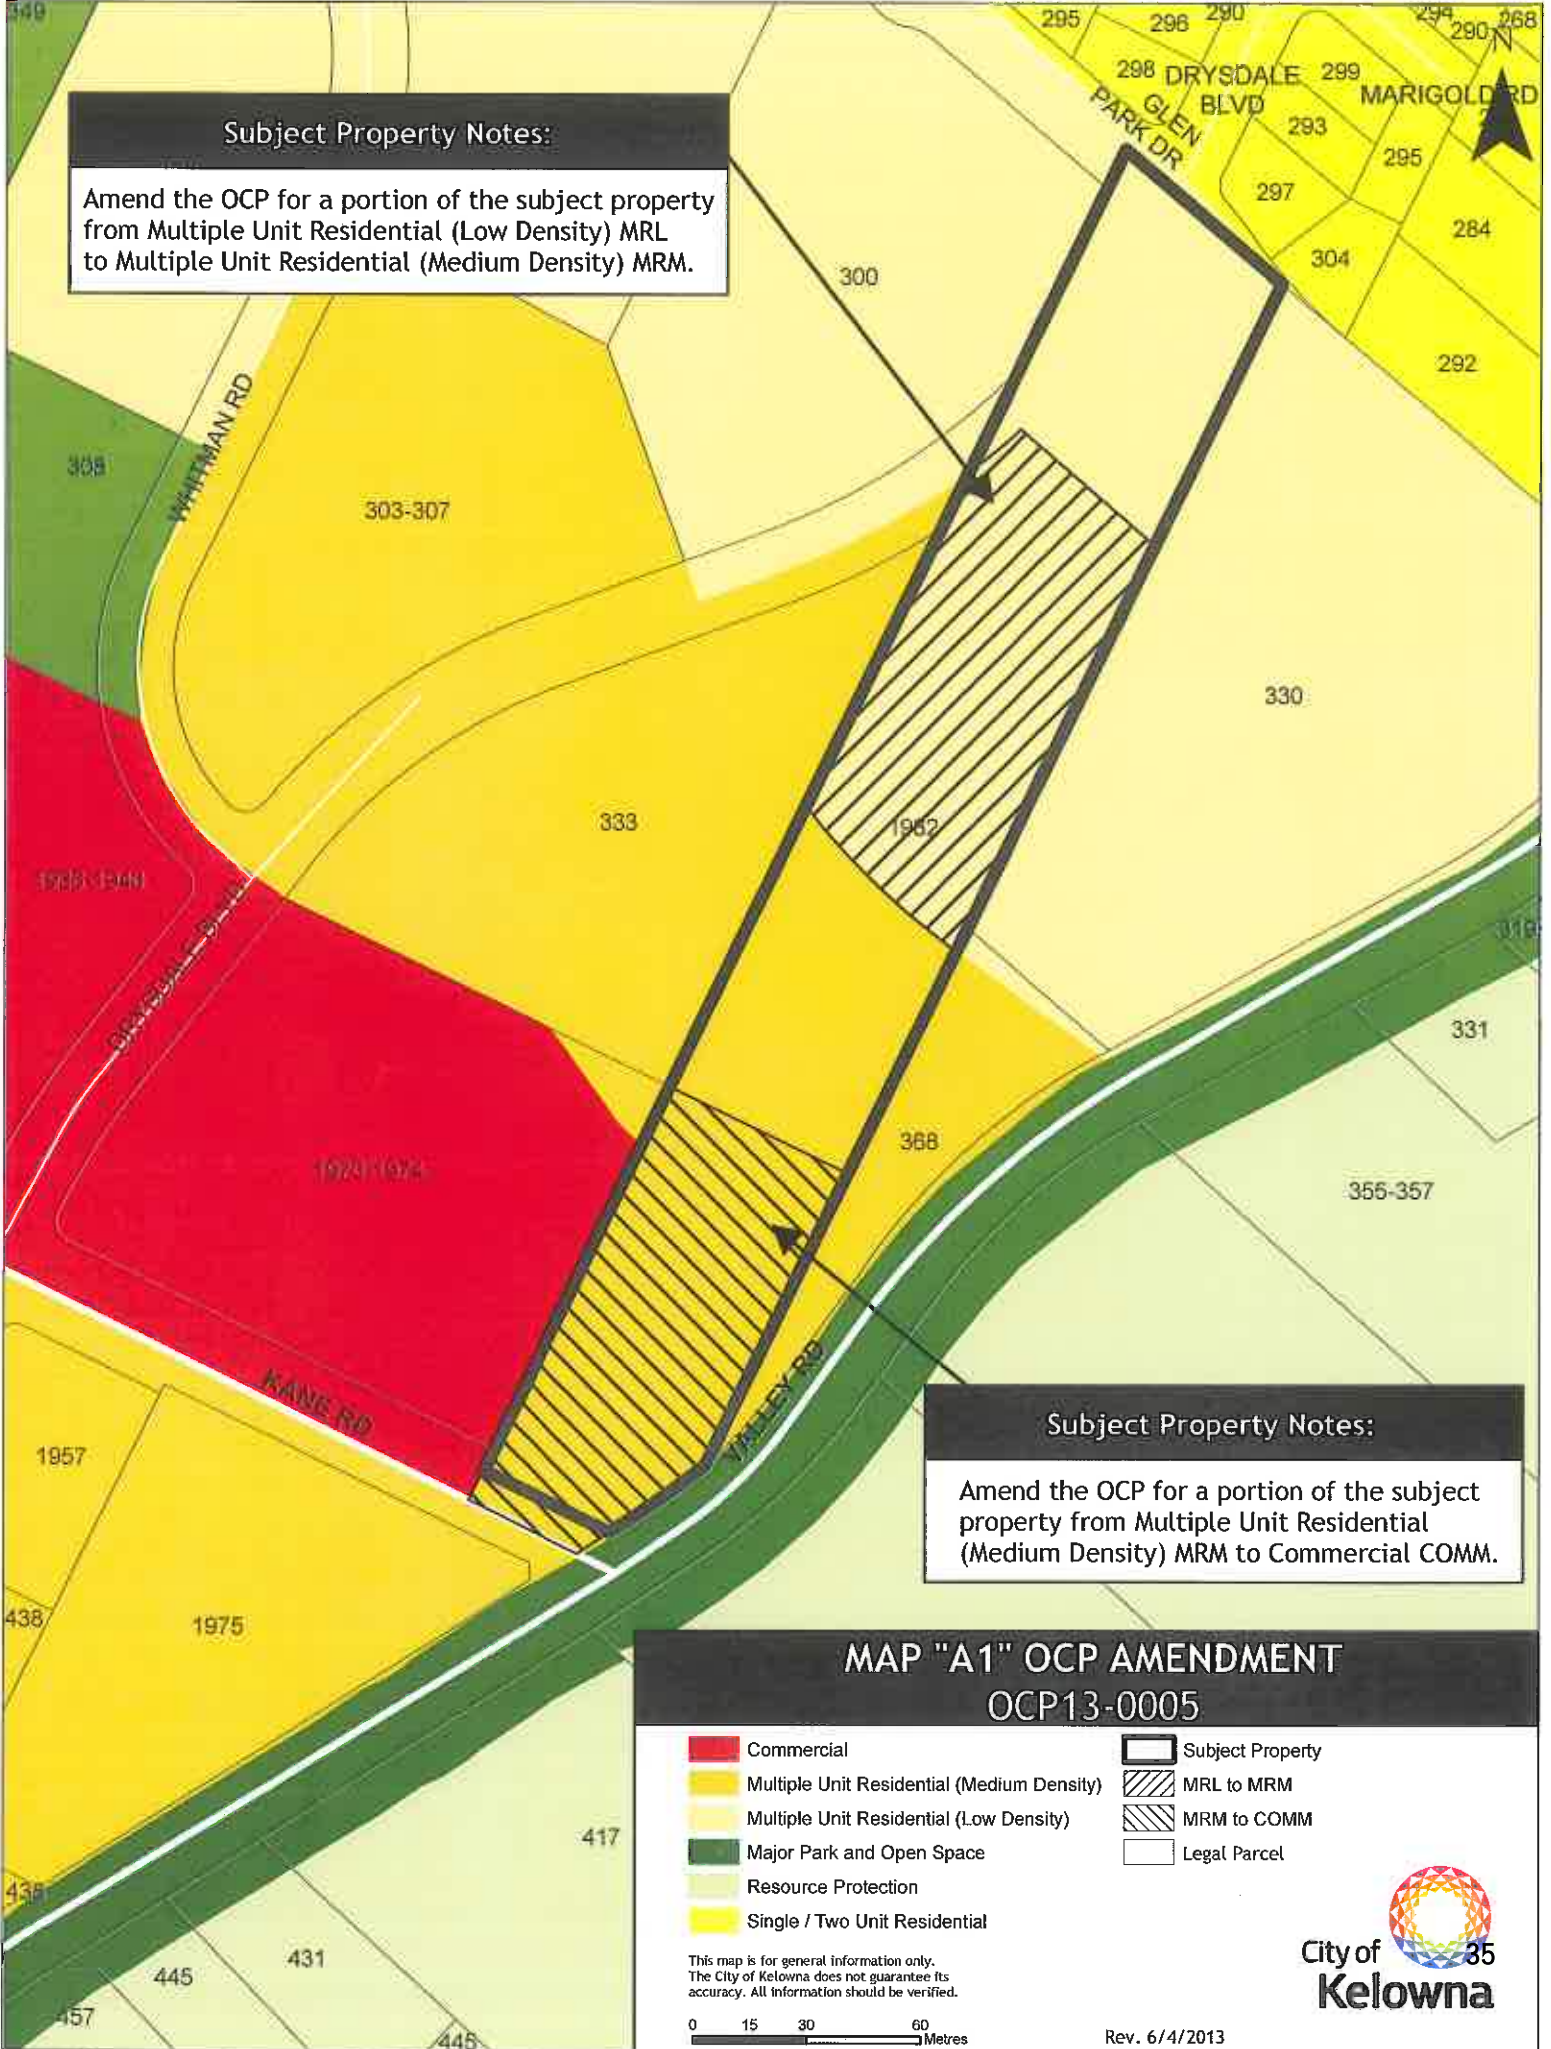 349
295
296
290
294
290
268
N
298
DRYSDALE
BLVD
299
MARIGOLD RD
GLEN
PARK DR
293
295
297
284
304
292
Subject Property Notes:
Amend the OCP for a portion of the subject property
from Multiple Unit Residential (Low Density) MRL
to Multiple Unit Residential (Medium Density) MRM.
300
WHITMAN RD
308
303-307
330
333
1982
DRYSDALE BLVD
319
331
368
355-357
KANE RD
VALLEY RD
1957
438
1975
Subject Property Notes:
Amend the OCP for a portion of the subject
property from Multiple Unit Residential
(Medium Density) MRM to Commercial COMM.
417
431
445
457
445
MAP "A1" OCP AMENDMENT
OCP13-0005
Commercial
Multiple Unit Residential (Medium Density)
Multiple Unit Residential (Low Density)
Major Park and Open Space
Resource Protection
Single / Two Unit Residential
Subject Property
MRL to MRM
MRM to COMM
Legal Parcel
This map is for general information only.
The City of Kelowna does not guarantee its
accuracy. All information should be verified.
0 15 30 60
Metres
Rev. 6/4/2013
City of
Kelowna
35